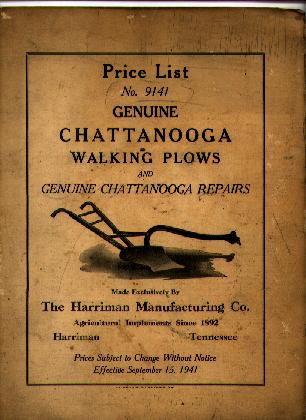 Price List
No. 9141
GENUINE
CHATTANOOGA
WALKING PLOWS
AND
GENUINE CHATTANOOGA REPAIRS
Made Exclusively By
The Harriman Manufacturing Co.
Agricultural Implements Since 1892
Harriman Tennessee
Prices Subject to Change Without Notice
Effective September 15, 1941